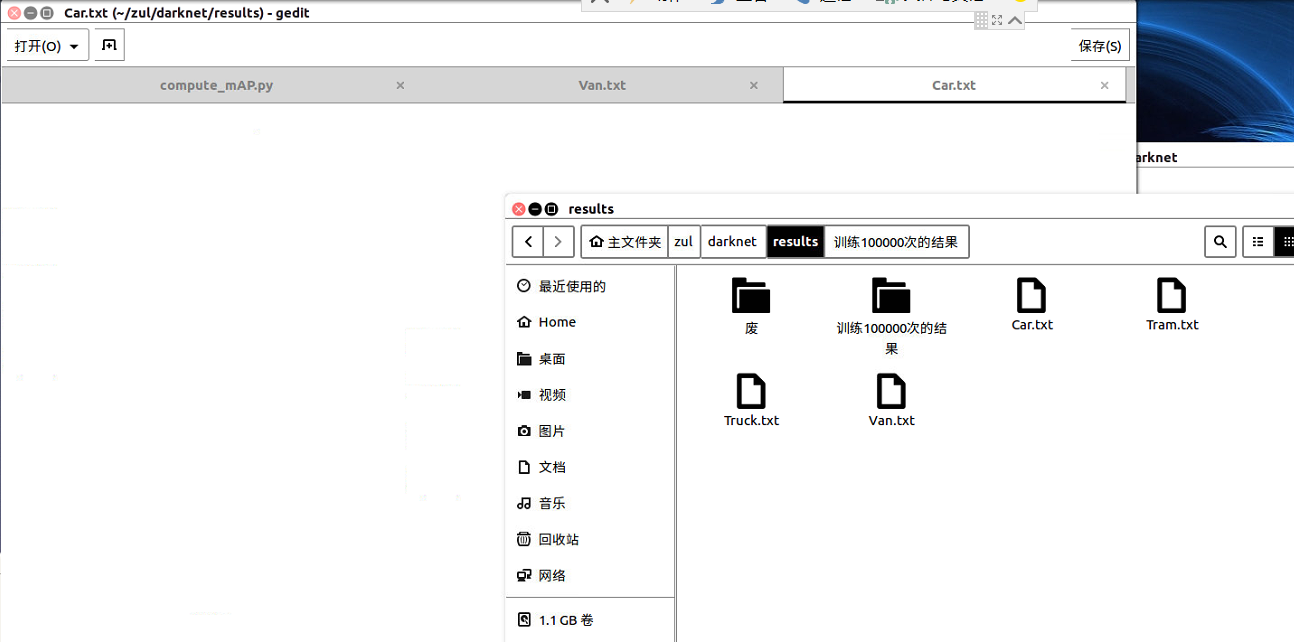 Car.txt (~/zul/darknet/results) - gedit
打开(O)
保存(S)
compute_mAP.py
Van.txt
Car.txt
arknet
results
主文件夹
zul
darknet
results
训练100000次的结果
最近使用的
Home
桌面
视频
图片
文档
音乐
回收站
网络
1.1 GB 卷
废
训练100000次的结
果
Car.txt
Tram.txt
Truck.txt
Van.txt